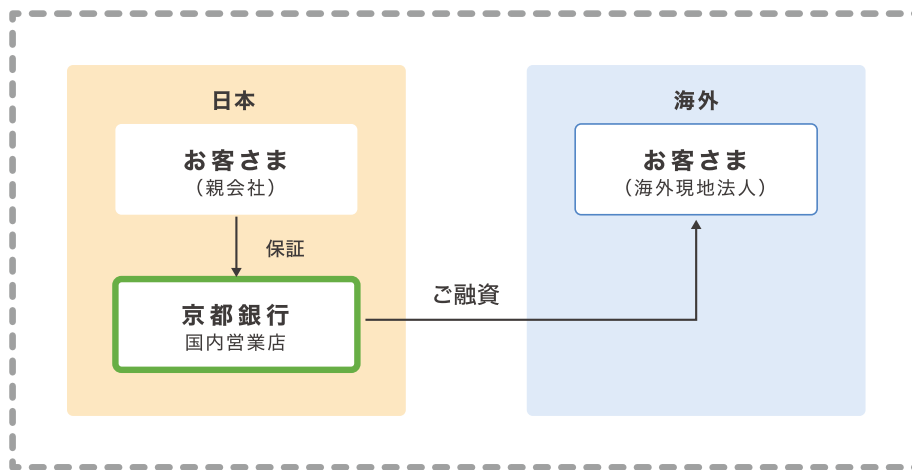 日本
お客さま
（親会社）
保証
京都銀行
国内営業店
ご融資
海外
お客さま
（海外現地法人）